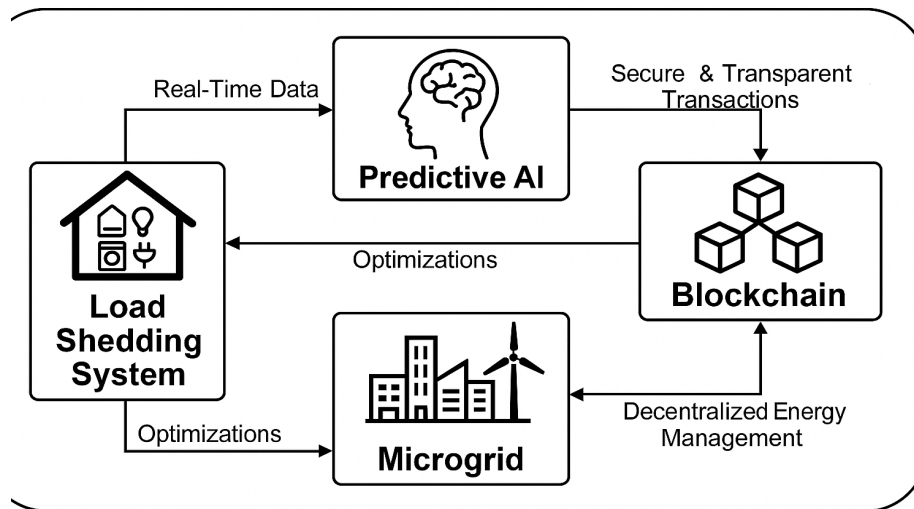 Real-Time Data
Predictive AI
Secure & Transparent
Transactions
Load
Shedding
System
Optimizations
Blockchain
Optimizations
Microgrid
Decentralized Energy
Management